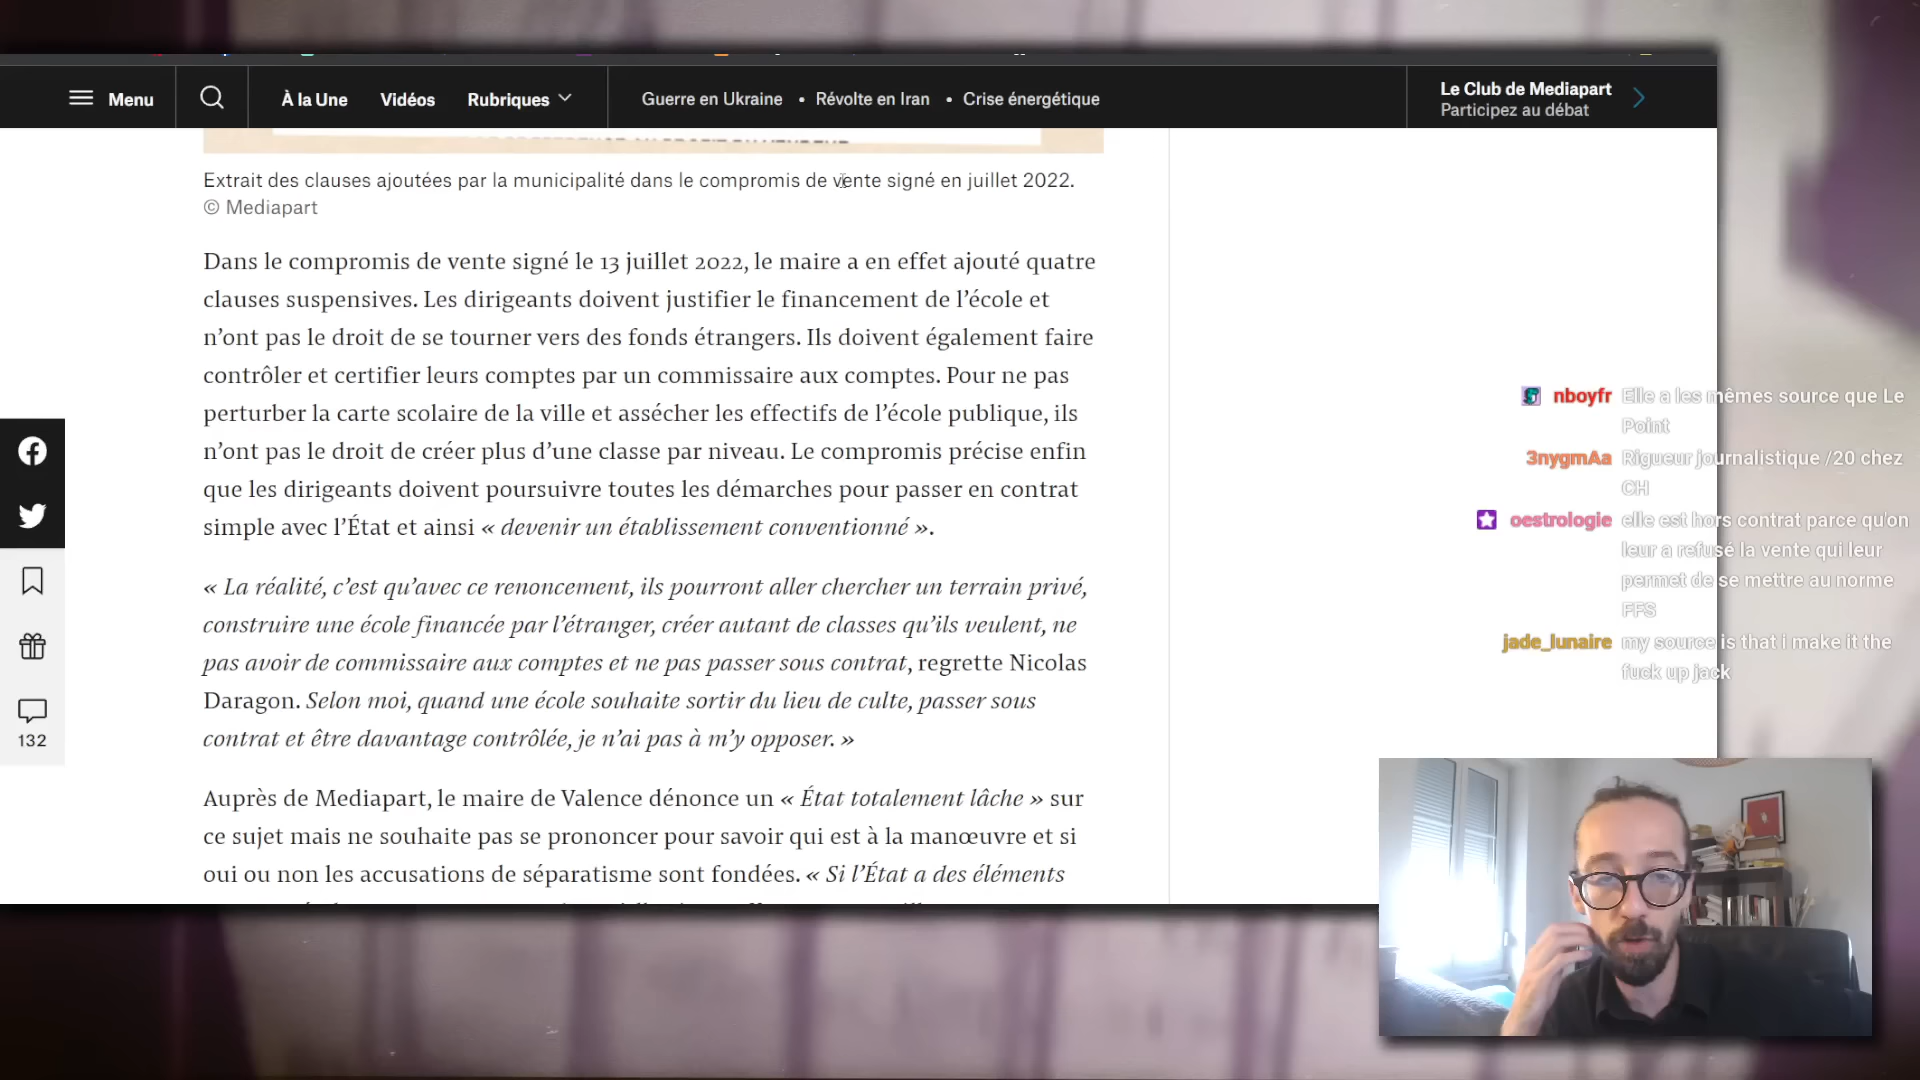 Menu
À la Une
Vidéos
Rubriques
Guerre en Ukraine • Révolte en Iran • Crise énergétique
Le Club de Mediapart
Participez au débat
Extrait des clauses ajoutées par la municipalité dans le compromis de vente signé en juillet 2022.
© Mediapart
Dans le compromis de vente signé le 13 juillet 2022, le maire a en effet ajouté quatre
clauses suspensives. Les dirigeants doivent justifier le financement de l’école et
n’ont pas le droit de se tourner vers des fonds étrangers. Ils doivent également faire
contrôler et certifier leurs comptes par un commissaire aux comptes. Pour ne pas
perturber la carte scolaire de la ville et assécher les effectifs de l’école publique, ils
n’ont pas le droit de créer plus d’une classe par niveau. Le compromis précise enfin
que les dirigeants doivent poursuivre toutes les démarches pour passer en contrat
simple avec l’État et ainsi « devenir un établissement conventionné ».
« La réalité, c’est qu’avec ce renoncement, ils pourront aller chercher un terrain privé,
construire une école financée par l’étranger, créer autant de classes qu’ils veulent, ne
pas avoir de commissaire aux comptes et ne pas passer sous contrat, regrette Nicolas
Daragon. Selon moi, quand une école souhaite sortir du lieu de culte, passer sous
contrat et être davantage contrôlée, je n’ai pas à m’y opposer. »
Auprès de Mediapart, le maire de Valence dénonce un « État totalement lâche » sur
ce sujet mais ne souhaite pas se prononcer pour savoir qui est à la manœuvre et si
oui ou non les accusations de séparatisme sont fondées. « Si l’État a des éléments
132
nboyfr Elle a les mêmes source que Le
Point
3nygmAa Rigueur journalistique /20 chez
CH
oestrologie elle est hors contrat parce qu'on
leur a refusé la vente qui leur
permet de se mettre au norme
FFS
jade_lunaire my source is that i make it the
fuck up jack